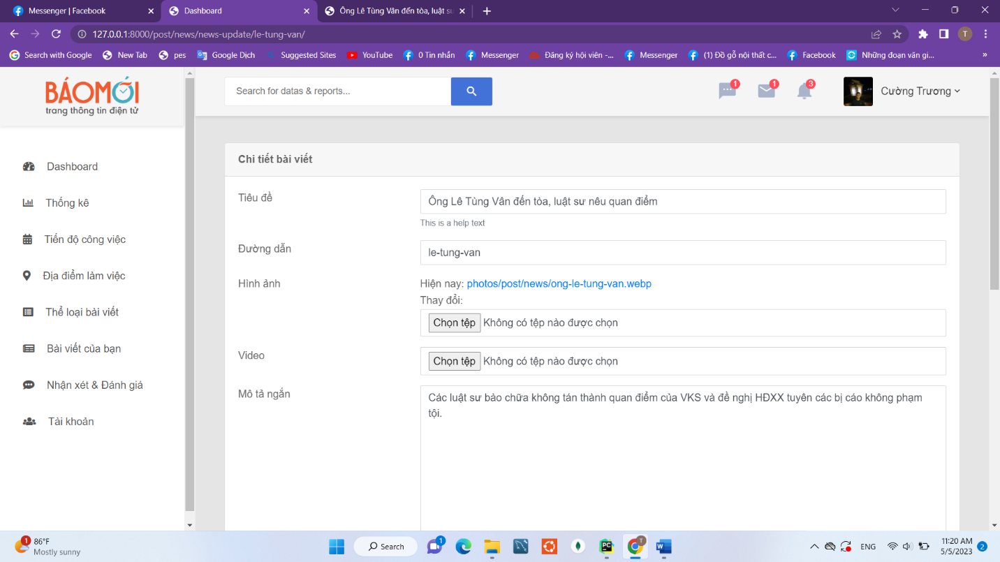 Messenger | Facebook
Dashboard
Ông Lê Tùng Vân đến tòa, luật sư
127.0.0.1:8000/post/news/news-update/le-tung-van/
T
Search with Google
New Tab
pes
Google Dịch
Suggested Sites
YouTube
0 Tin nhắn
Messenger
Đăng ký hội viên -...
Messenger
(1) Đồ gỗ nội thất c...
Facebook
Những đoạn văn gi...
»
BÁOMỚI
trang thông tin điện tử
Search for datas & reports...
1
1
3
Cường Trương
Dashboard
Thống kê
Tiến độ công việc
Địa điểm làm việc
Thể loại bài viết
Bài viết của bạn
Nhận xét & Đánh giá
Tài khoản
Chi tiết bài viết
Tiêu đề
Ông Lê Tùng Vân đến tòa, luật sư nêu quan điểm
This is a help text
Đường dẫn
le-tung-van
Hình ảnh
Hiện nay: photos/post/news/ong-le-tung-van.webp
Thay đổi:
Chọn tệp Không có tệp nào được chọn
Video
Chọn tệp Không có tệp nào được chọn
Mô tả ngắn
Các luật sư bào chữa không tán thành quan điểm của VKS và đề nghị HĐXX tuyên các bị cáo không phạm
tội.
1
86°F
Mostly sunny
Search
1
PC
T
W
ENG
11:20 AM
5/5/2023
2